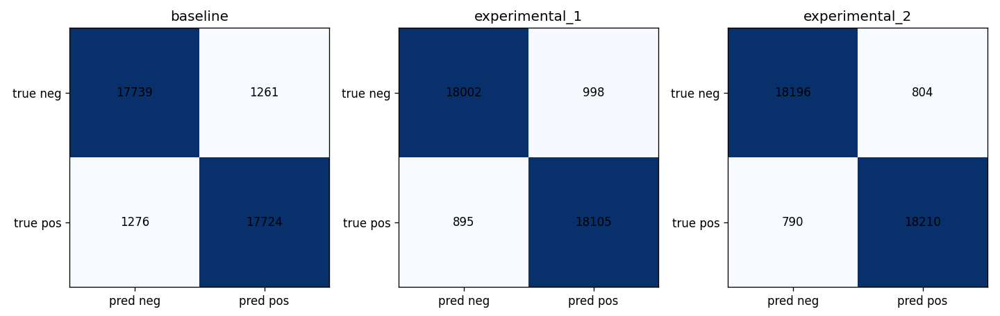 baseline
experimental_1
experimental_2
true neg
17739
1261
true neg
18002
998
true neg
18196
804
true pos
1276
17724
true pos
895
18105
true pos
790
18210
pred neg
pred pos
pred neg
pred pos
pred neg
pred pos